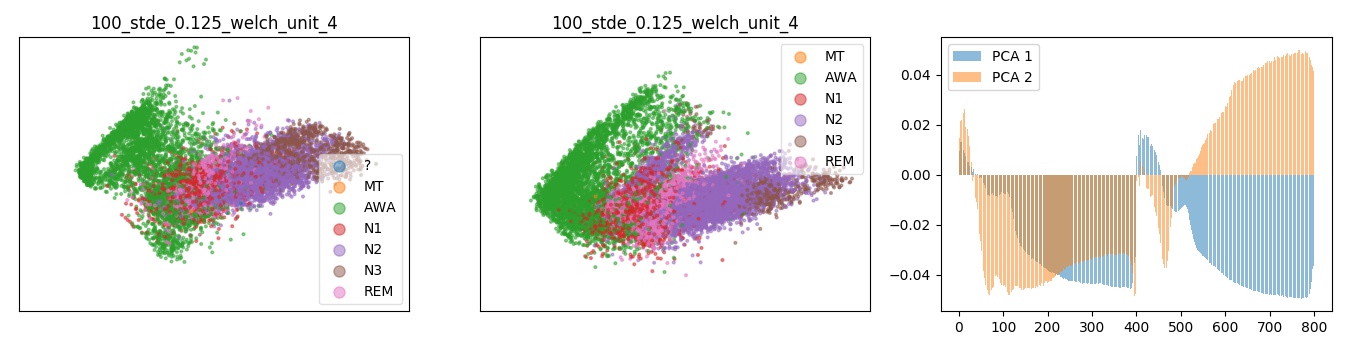 100_stde_0.125_welch_unit_4
?
MT
AWA
N1
N2
N3
REM
100_stde_0.125_welch_unit_4
MT
AWA
N1
N2
N3
REM
PCA 1
PCA 2
0.04
0.02
0.00
−0.02
−0.04
0 100 200 300 400 500 600 700 800